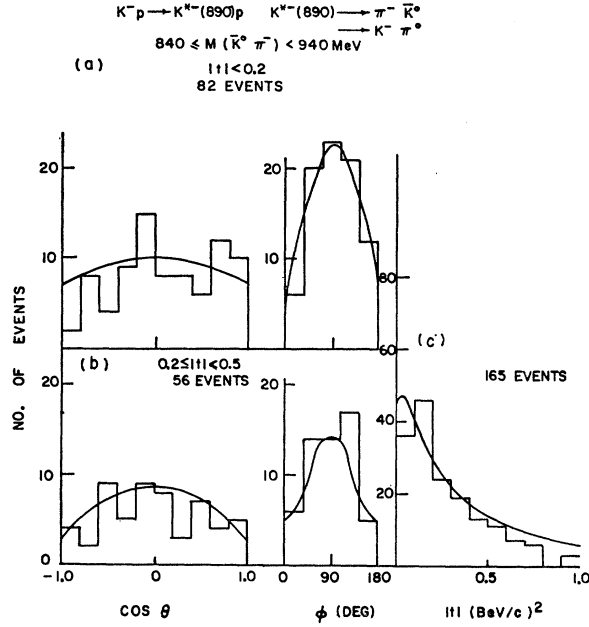 K⁻p → K*⁻(890)p K*⁻(890) → π⁻ K̄°
→ K⁻ π°
840 ≤ M (K̄° π⁻) < 940 MeV
(a)
|t| < 0.2
82 EVENTS
20
10
20
10
80
60
40
20
(c)
165 EVENTS
(b)
0.2≤|t|<0.5
56 EVENTS
20
10
0
20
10
NO. OF EVENTS
-1.0 0 1.0
0 90 180
0.5 1.0
COS θ
φ (DEG)
|t| (BeV/c)²